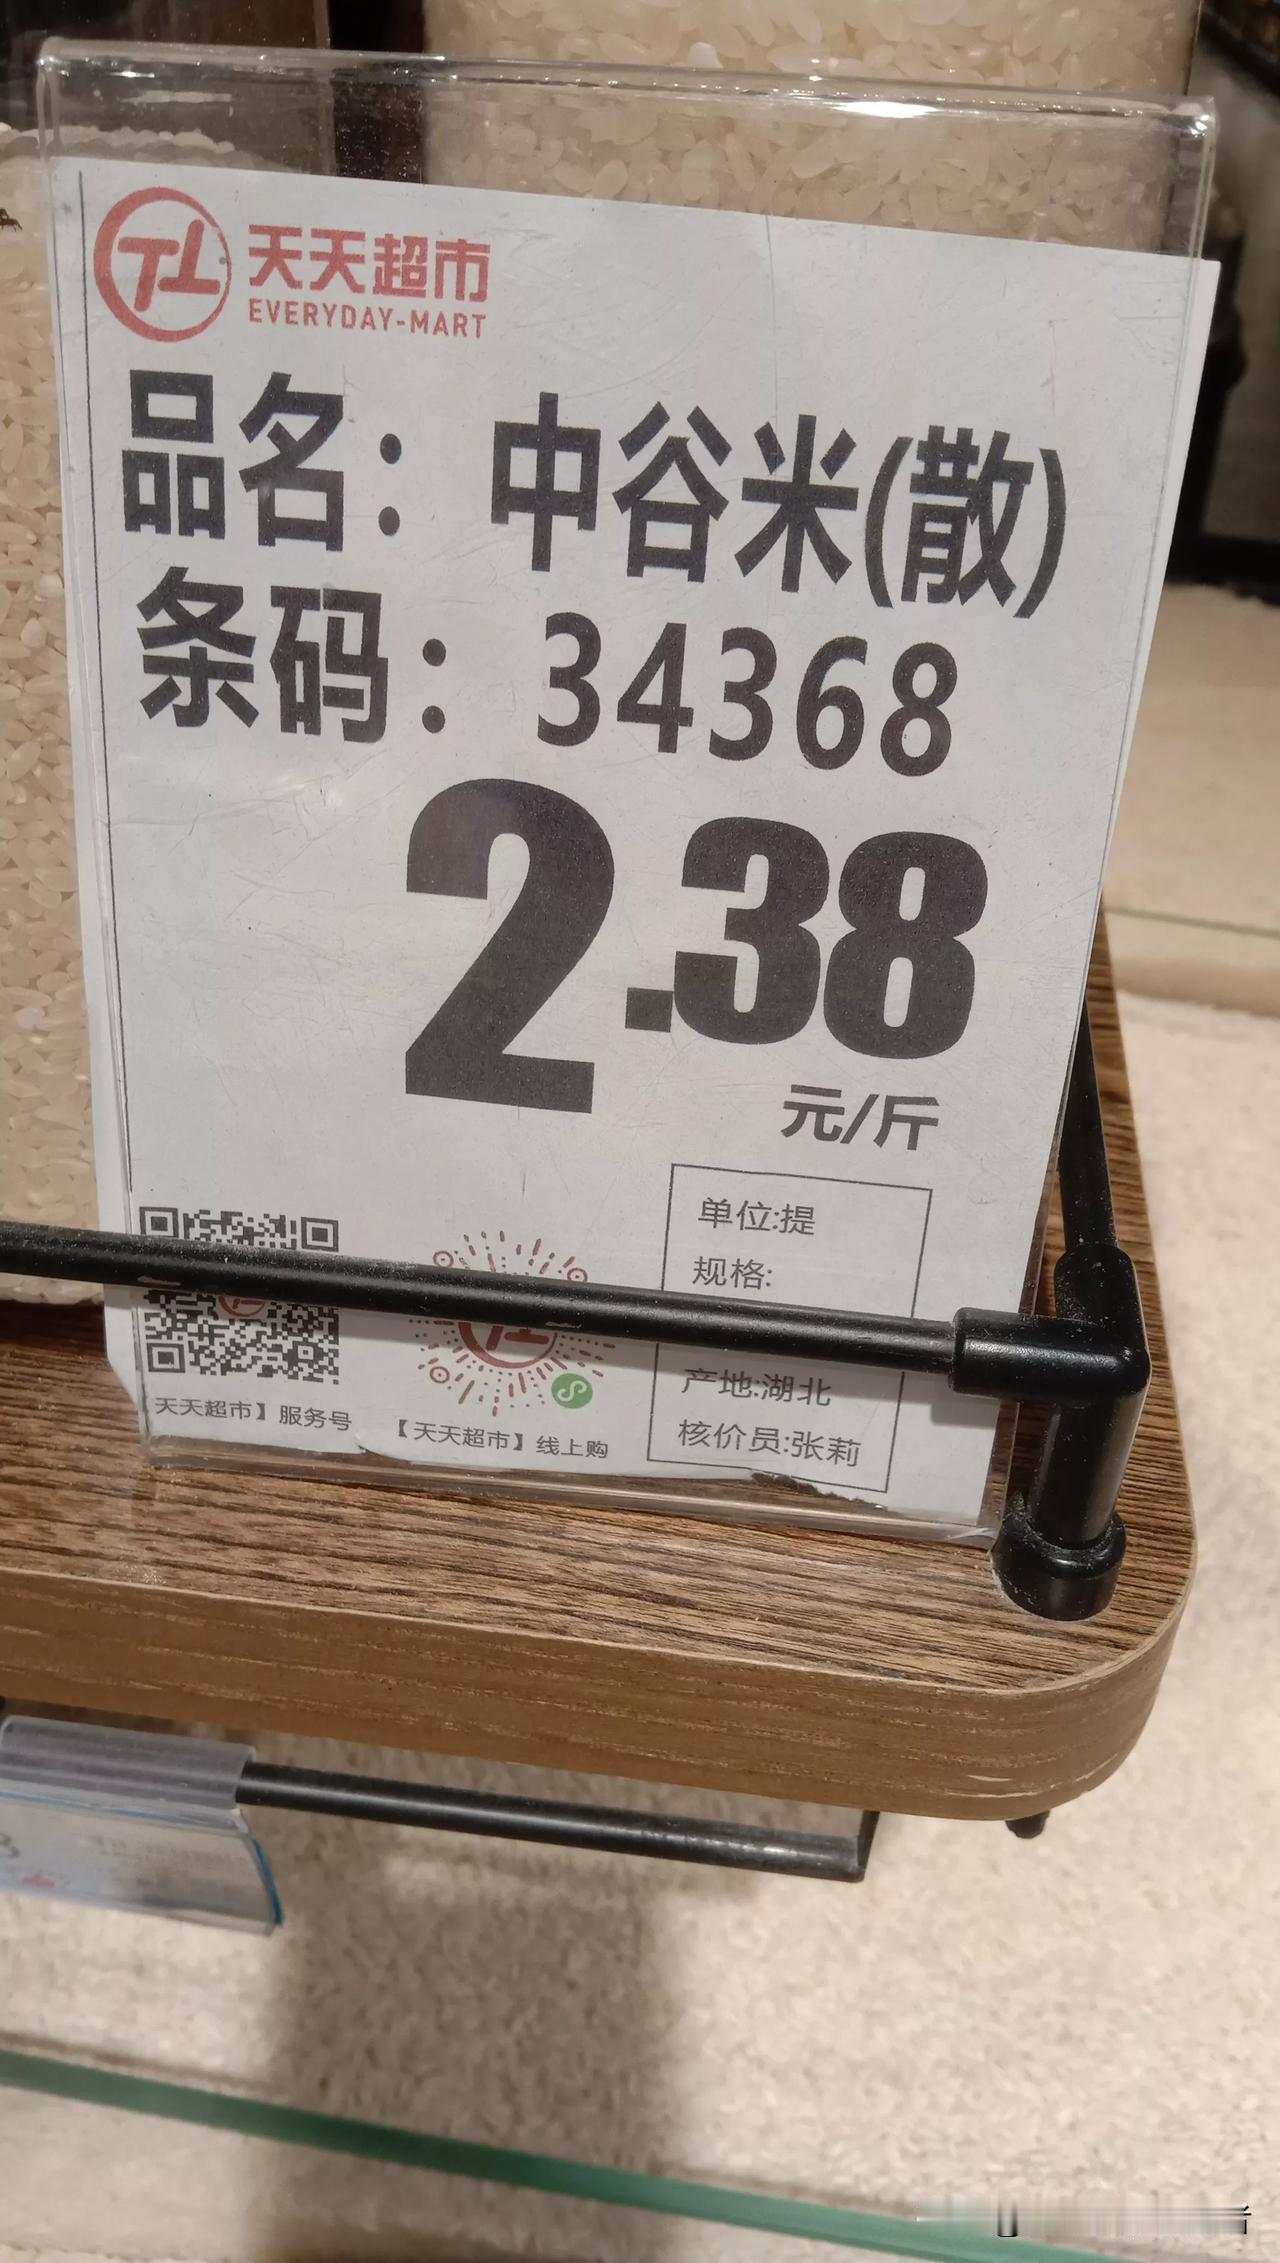 天天超市
EVERYDAY-MART
品名：中谷米(散)
条码：34368
2.38
元/斤
单位:提
规格:
产地:湖北
核价员:张莉
天天超市】服务号
【天天超市】线上购